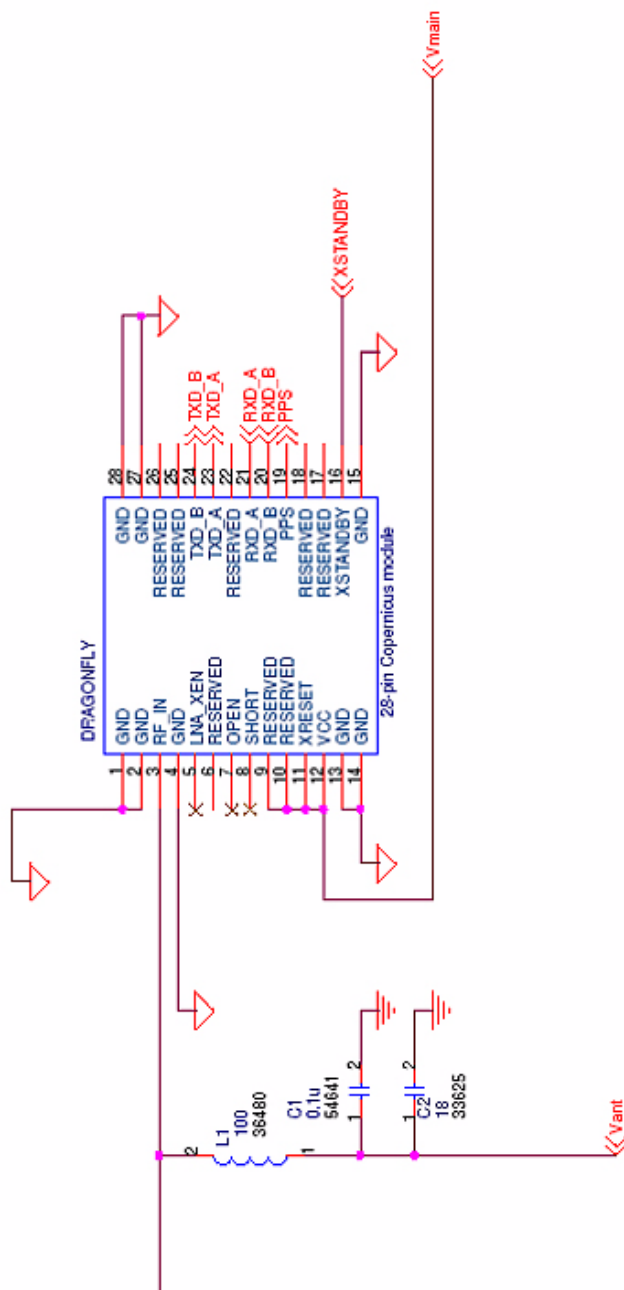 Vmain
XSTANDBY
TXD_B
TXD_A
RXD_A
RXD_B
PPS
28
27
26
25
24
23
22
21
20
19
18
17
16
15
GND
GND
RESERVED
RESERVED
TXD_B
TXD_A
RESERVED
RXD_A
RXD_B
PPS
RESERVED
RESERVED
XSTANDBY
GND
DRAGONFLY
28-pin Copernicus module
GND
GND
RF_IN
GND
LNA_XEN
RESERVED
OPEN
SHORT
RESERVED
RESERVED
XRESET
VCC
GND
GND
1
2
3
4
5
6
7
8
9
10
11
12
13
14
L1
100
36480
2
1
C1
0.1u
54641
1
2
C2
18
33625
1
2
Vant